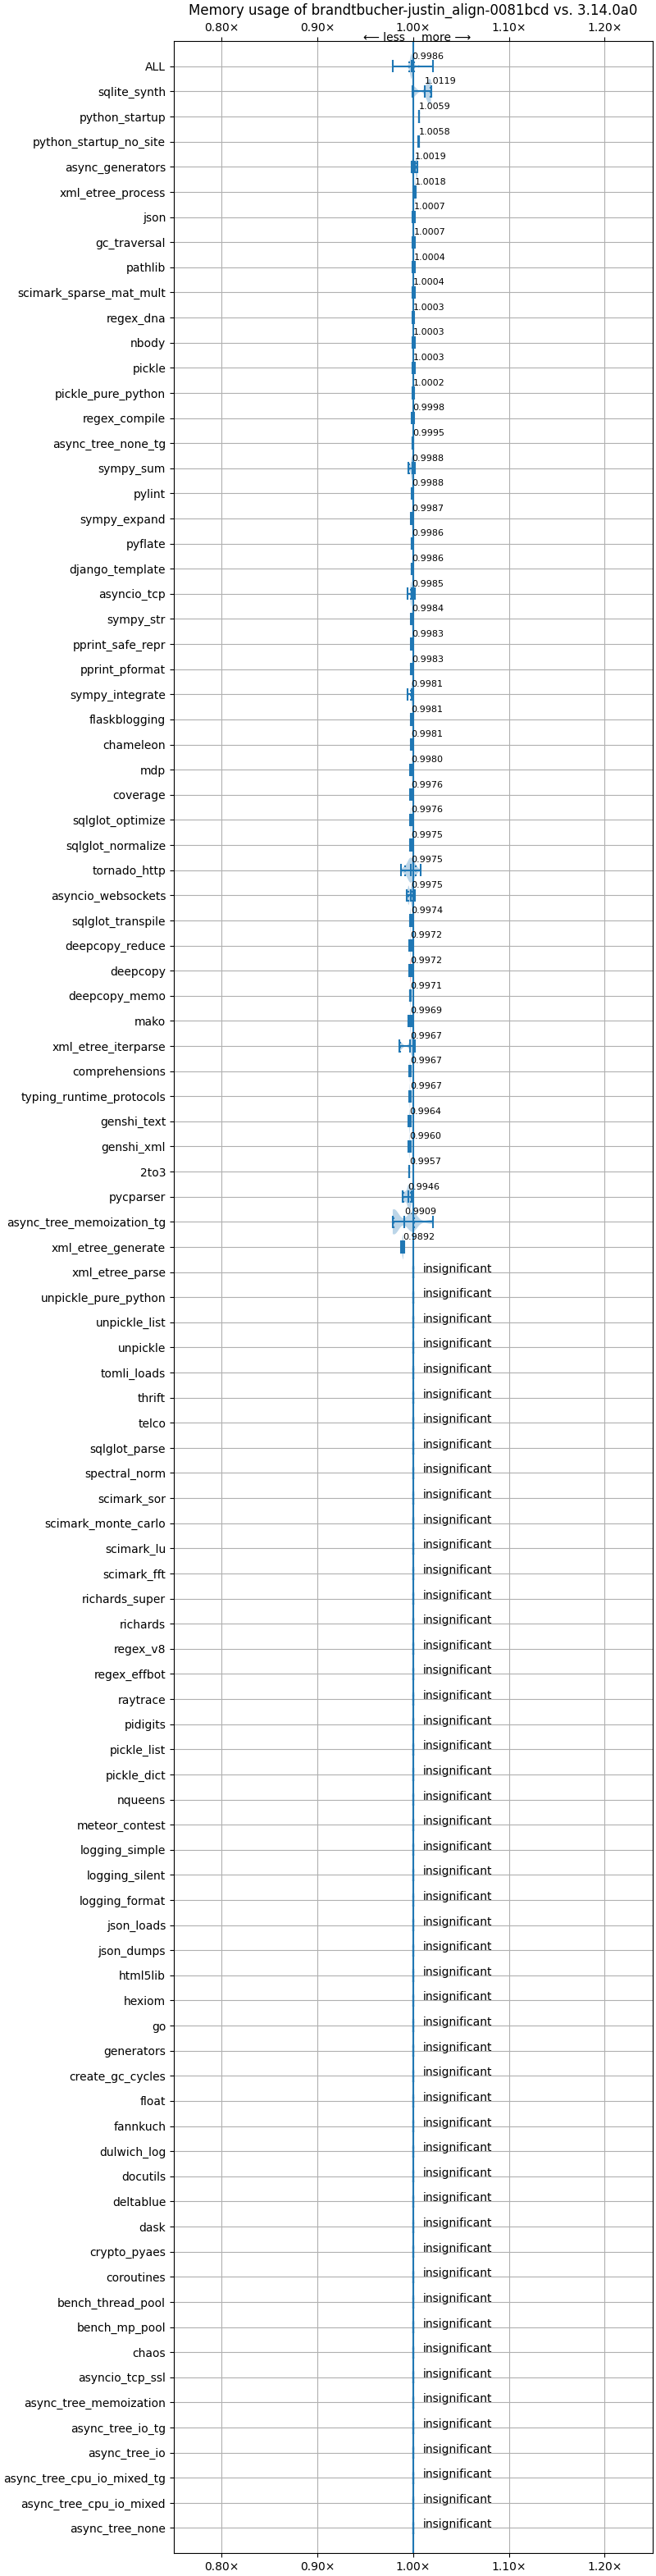 Memory usage of brandtbucher-justin_align-0081bcd vs. 3.14.0a0
0.80× 0.90× 1.00× 1.10× 1.20×
⟵ less more ⟶
ALL 0.9986
sqlite_synth 1.0119
python_startup 1.0059
python_startup_no_site 1.0058
async_generators 1.0019
xml_etree_process 1.0018
json 1.0007
gc_traversal 1.0007
pathlib 1.0004
scimark_sparse_mat_mult 1.0004
regex_dna 1.0003
nbody 1.0003
pickle 1.0003
pickle_pure_python 1.0002
regex_compile 0.9998
async_tree_none_tg 0.9995
sympy_sum 0.9988
pylint 0.9988
sympy_expand 0.9987
pyflate 0.9986
django_template 0.9986
asyncio_tcp 0.9985
sympy_str 0.9984
pprint_safe_repr 0.9983
pprint_pformat 0.9983
sympy_integrate 0.9981
flaskblogging 0.9981
chameleon 0.9981
mdp 0.9980
coverage 0.9976
sqlglot_optimize 0.9976
sqlglot_normalize 0.9975
tornado_http 0.9975
asyncio_websockets 0.9975
sqlglot_transpile 0.9974
deepcopy_reduce 0.9972
deepcopy 0.9972
deepcopy_memo 0.9971
mako 0.9969
xml_etree_iterparse 0.9967
comprehensions 0.9967
typing_runtime_protocols 0.9967
genshi_text 0.9964
genshi_xml 0.9960
2to3 0.9957
pycparser 0.9946
async_tree_memoization_tg 0.9909
xml_etree_generate 0.9892
xml_etree_parse insignificant
unpickle_pure_python insignificant
unpickle_list insignificant
unpickle insignificant
tomli_loads insignificant
thrift insignificant
telco insignificant
sqlglot_parse insignificant
spectral_norm insignificant
scimark_sor insignificant
scimark_monte_carlo insignificant
scimark_lu insignificant
scimark_fft insignificant
richards_super insignificant
richards insignificant
regex_v8 insignificant
regex_effbot insignificant
raytrace insignificant
pidigits insignificant
pickle_list insignificant
pickle_dict insignificant
nqueens insignificant
meteor_contest insignificant
logging_simple insignificant
logging_silent insignificant
logging_format insignificant
json_loads insignificant
json_dumps insignificant
html5lib insignificant
hexiom insignificant
go insignificant
generators insignificant
create_gc_cycles insignificant
float insignificant
fannkuch insignificant
dulwich_log insignificant
docutils insignificant
deltablue insignificant
dask insignificant
crypto_pyaes insignificant
coroutines insignificant
bench_thread_pool insignificant
bench_mp_pool insignificant
chaos insignificant
asyncio_tcp_ssl insignificant
async_tree_memoization insignificant
async_tree_io_tg insignificant
async_tree_io insignificant
async_tree_cpu_io_mixed_tg insignificant
async_tree_cpu_io_mixed insignificant
async_tree_none insignificant
0.80× 0.90× 1.00× 1.10× 1.20×